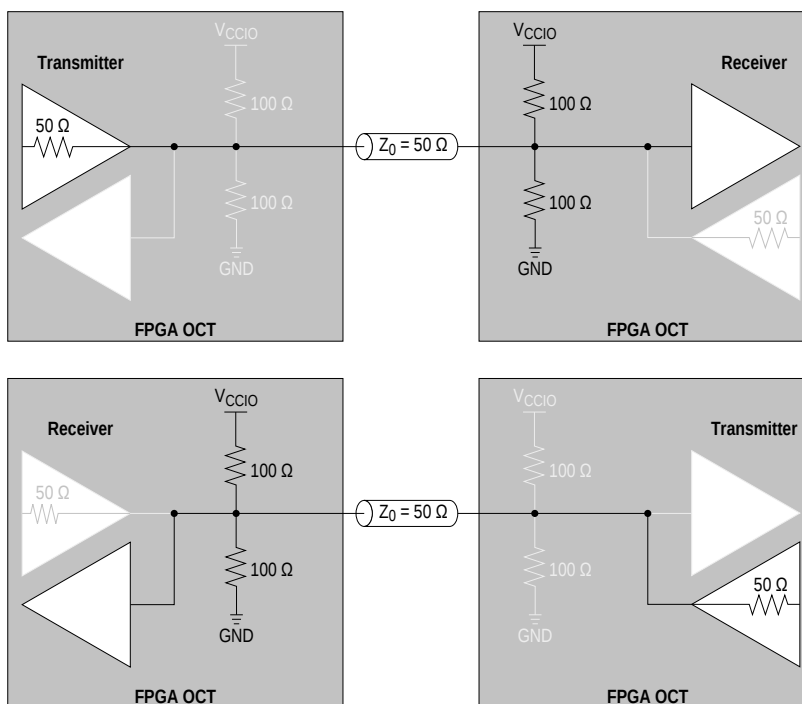 V_CCIO V_CCIO
Transmitter Receiver
100 Ω 100 Ω
50 Ω
Z_0 = 50 Ω
100 Ω 100 Ω
50 Ω
GND GND
FPGA OCT FPGA OCT
V_CCIO V_CCIO
Receiver Transmitter
100 Ω 100 Ω
50 Ω
Z_0 = 50 Ω
100 Ω 100 Ω
50 Ω
GND GND
FPGA OCT FPGA OCT